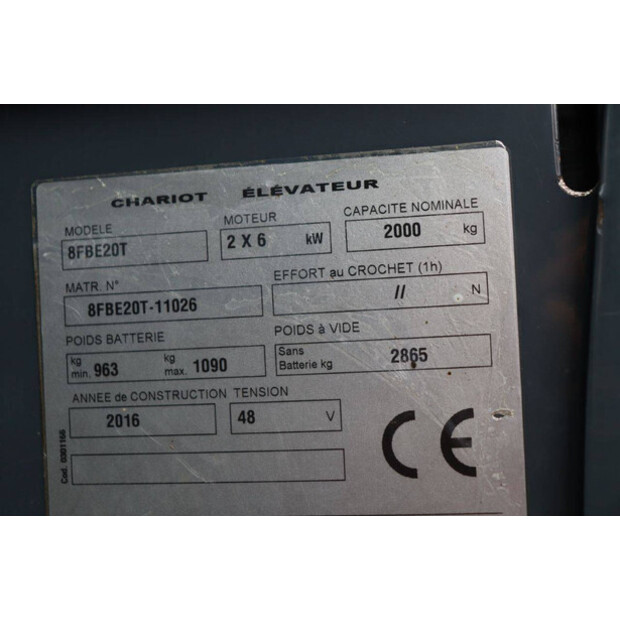 CHARIOT ÉLÉVATEUR
MODELE
8FBE20T
MOTEUR
2 X 6 kW
CAPACITE NOMINALE
2000 kg
MATR. N°
8FBE20T-11026
EFFORT au CROCHET (1h)
// N
POIDS BATTERIE
kg min. 963 kg max. 1090
POIDS à VIDE
Sans
Batterie kg 2865
ANNEE de CONSTRUCTION
2016
TENSION
48 V
CE
Cod. 0301166